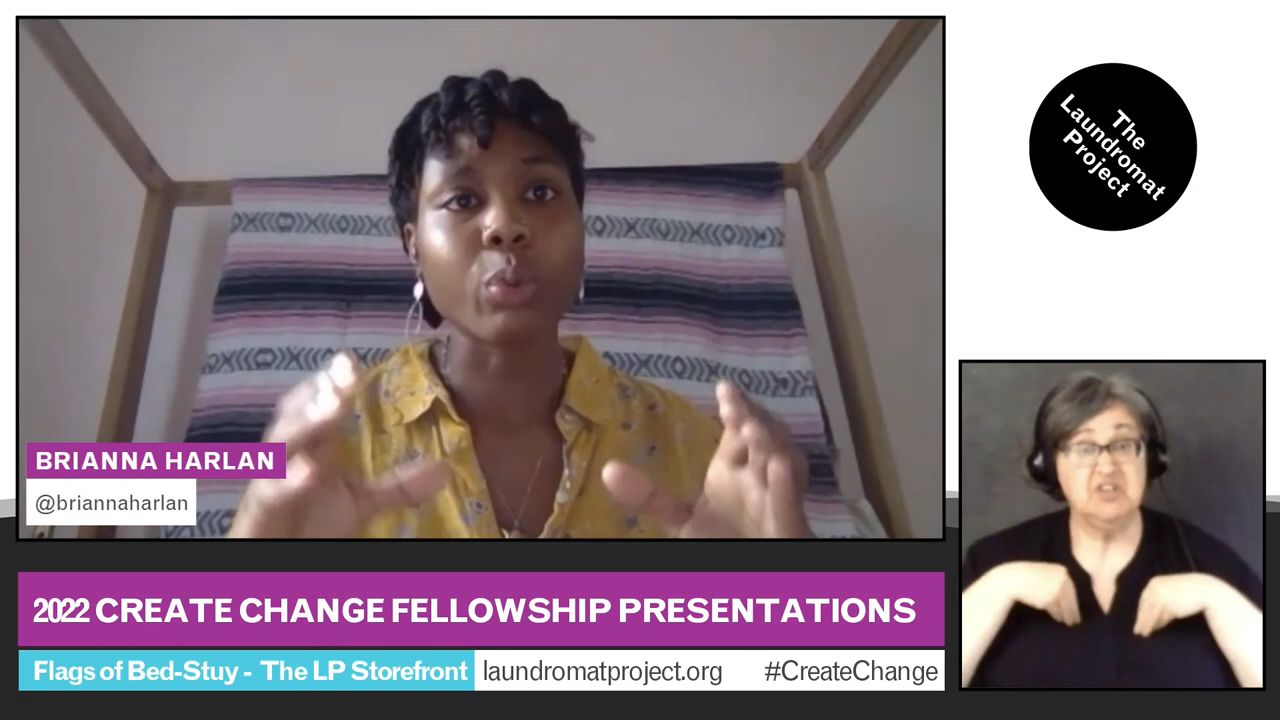 The
Laundromat
Project
BRIANNA HARLAN
@briannaharlan
2022 CREATE CHANGE FELLOWSHIP PRESENTATIONS
Flags of Bed-Stuy - The LP Storefront laundromatproject.org #CreateChange